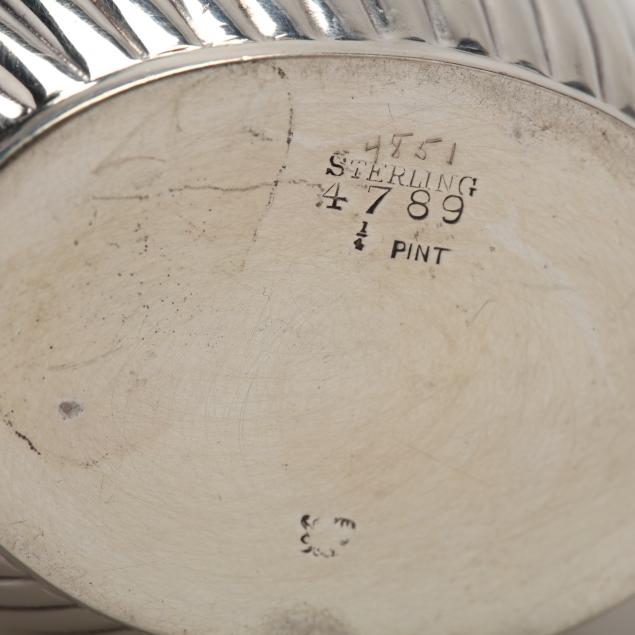 4851
STERLING
4789
1/4 PINT